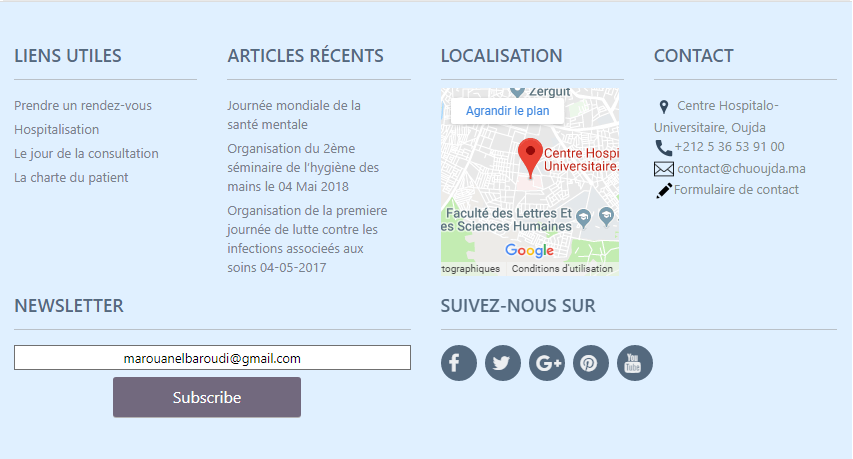 LIENS UTILES
Prendre un rendez-vous
Hospitalisation
Le jour de la consultation
La charte du patient
ARTICLES RÉCENTS
Journée mondiale de la
santé mentale
Organisation du 2ème
séminaire de l'hygiène des
mains le 04 Mai 2018
Organisation de la premiere
journée de lutte contre les
infections associeés aux
soins 04-05-2017
LOCALISATION
Zerguit
Agrandir le plan
Centre Hospi
Universitaire.
Faculté des Lettres Et
es Sciences Humaines
Google
tographiques
Conditions d'utilisation
CONTACT
Centre Hospitalo-
Universitaire, Oujda
+212 5 36 53 91 00
contact@chuoujda.ma
Formulaire de contact
NEWSLETTER
marouanelbaroudi@gmail.com
Subscribe
SUIVEZ-NOUS SUR
You
Tube